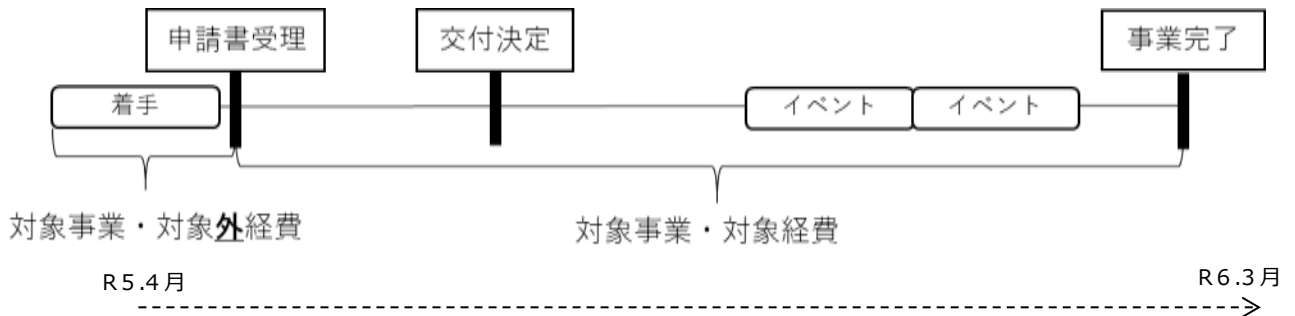 申請書受理
交付決定
事業完了
着手
イベント
イベント
対象事業・対象外経費
対象事業・対象経費
R5.4月
R6.3月